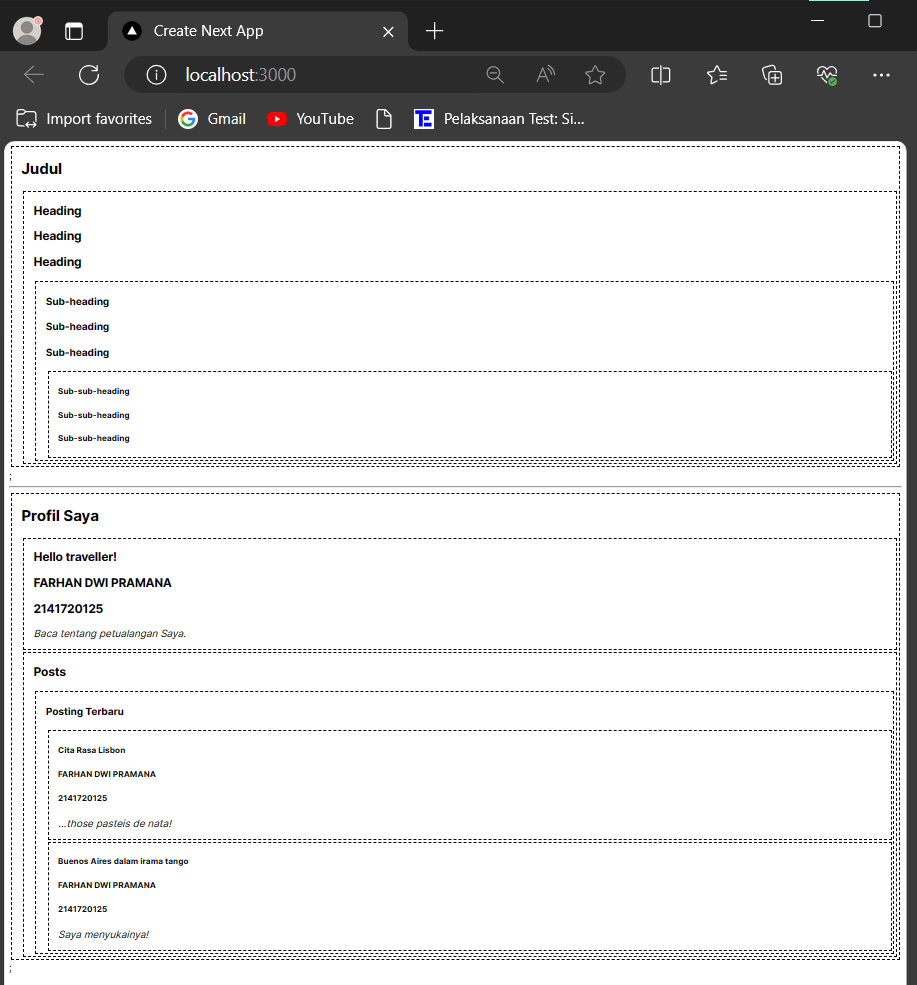 Create Next App
localhost:3000
Import favorites Gmail YouTube Pelaksanaan Test: Si...
Judul
Heading
Heading
Heading
Sub-heading
Sub-heading
Sub-heading
Sub-sub-heading
Sub-sub-heading
Sub-sub-heading
;
Profil Saya
Hello traveller!
FARHAN DWI PRAMANA
2141720125
Baca tentang petualangan Saya.
Posts
Posting Terbaru
Cita Rasa Lisbon
FARHAN DWI PRAMANA
2141720125
...those pasteis de nata!
Buenos Aires dalam irama tango
FARHAN DWI PRAMANA
2141720125
Saya menyukainya!
;